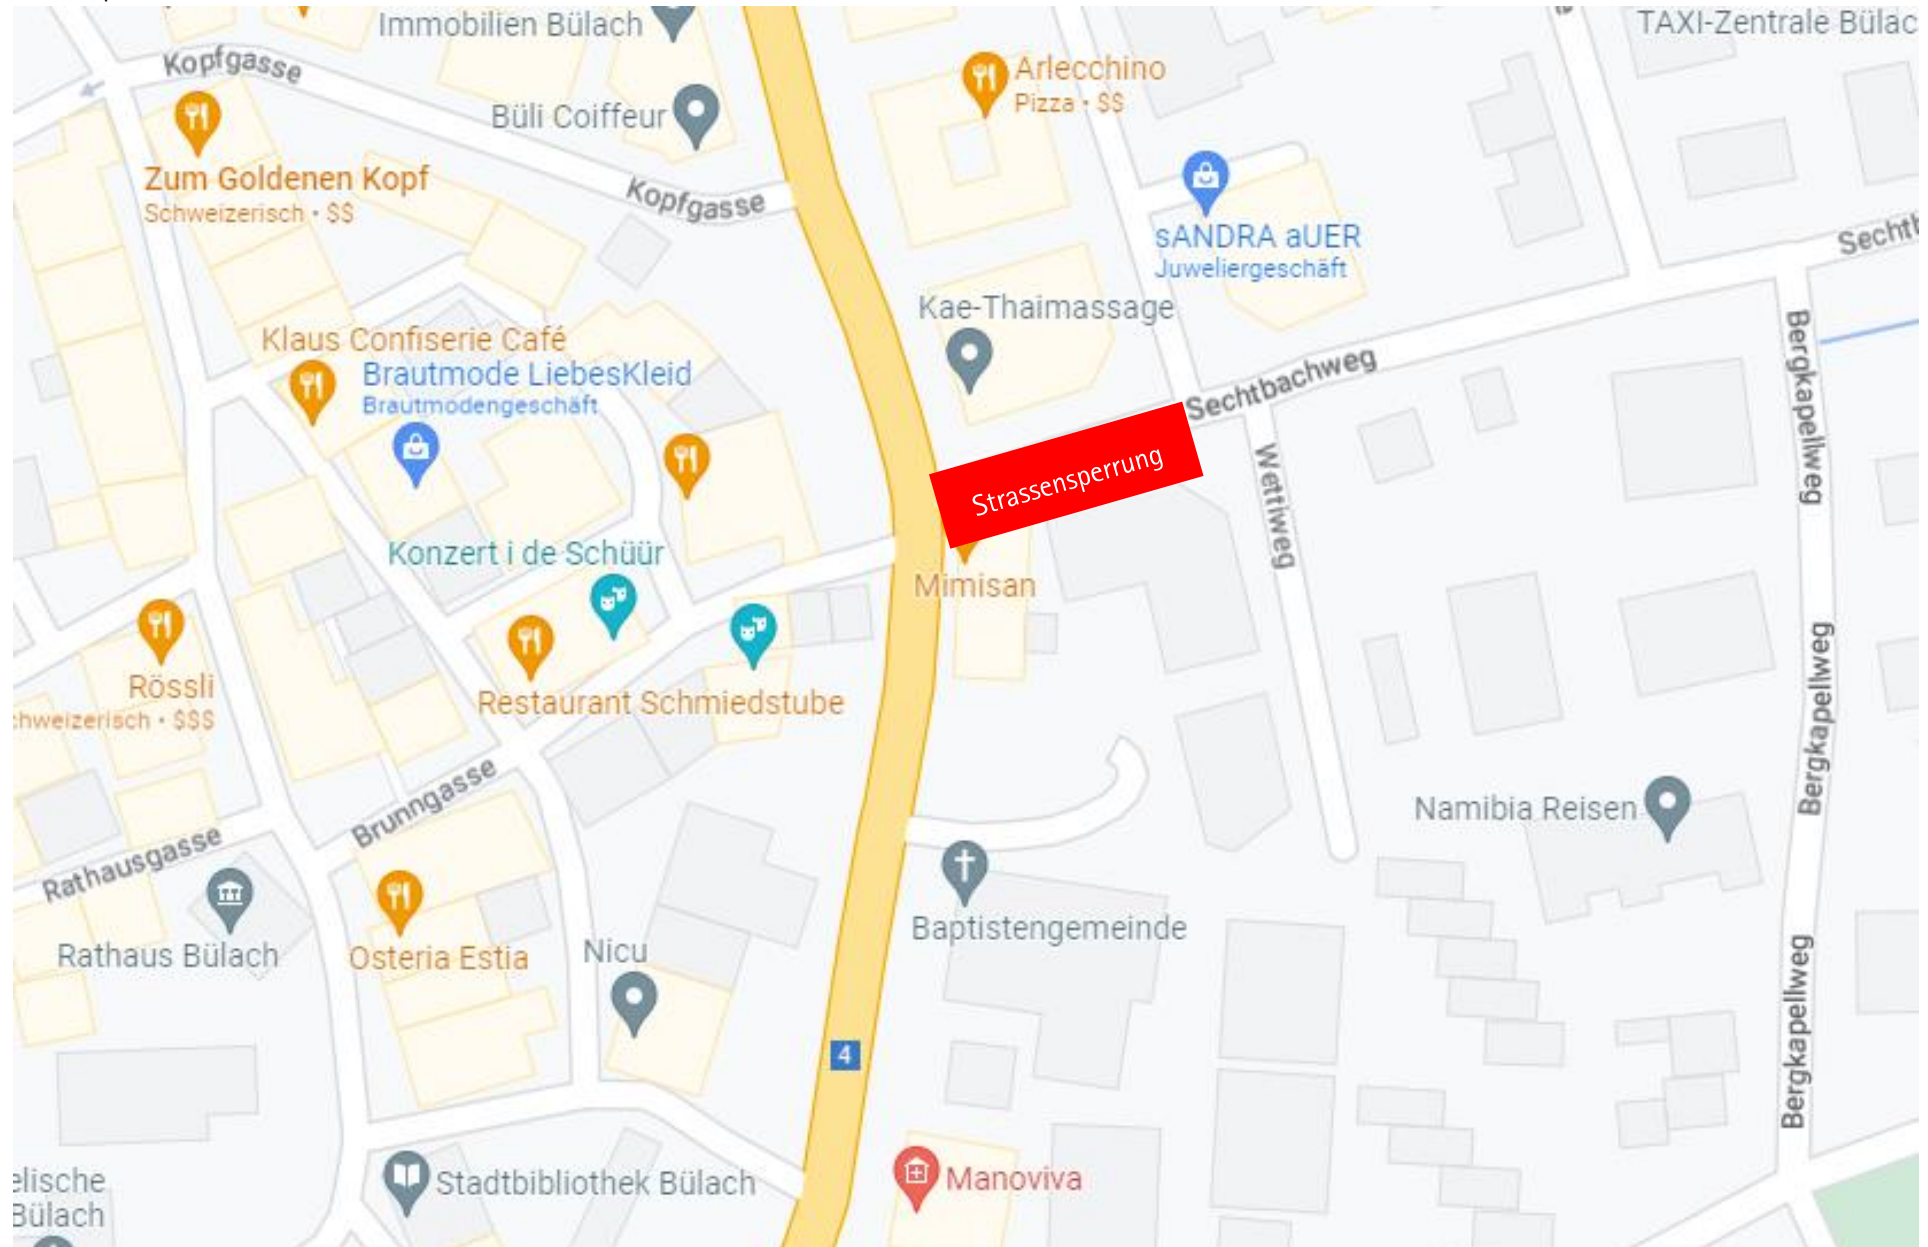 Immobilien Bülach
TAXI-Zentrale Bülac
Kopfgasse
Arlecchino
Pizza • $$
Büli Coiffeur
Zum Goldenen Kopf
Schweizerisch • $$
Kopfgasse
sANDRA aUER
Juweliergeschäft
Sechtb
Kae-Thaimassage
Klaus Confiserie Café
Brautmode LiebesKleid
Brautmodengeschäft
Sechtbachweg
Bergkapellweg
Strassensperrung
Wettiweg
Konzert i de Schüür
Mimisan
Rössli
chweizerisch • $$$
Restaurant Schmiedstube
Bergkapellweg
Brunngasse
Namibia Reisen
Rathausgasse
Baptistengemeinde
Rathaus Bülach
Osteria Estia
Nicu
Bergkapellweg
4
elische
Bülach
Stadtbibliothek Bülach
Manoviva